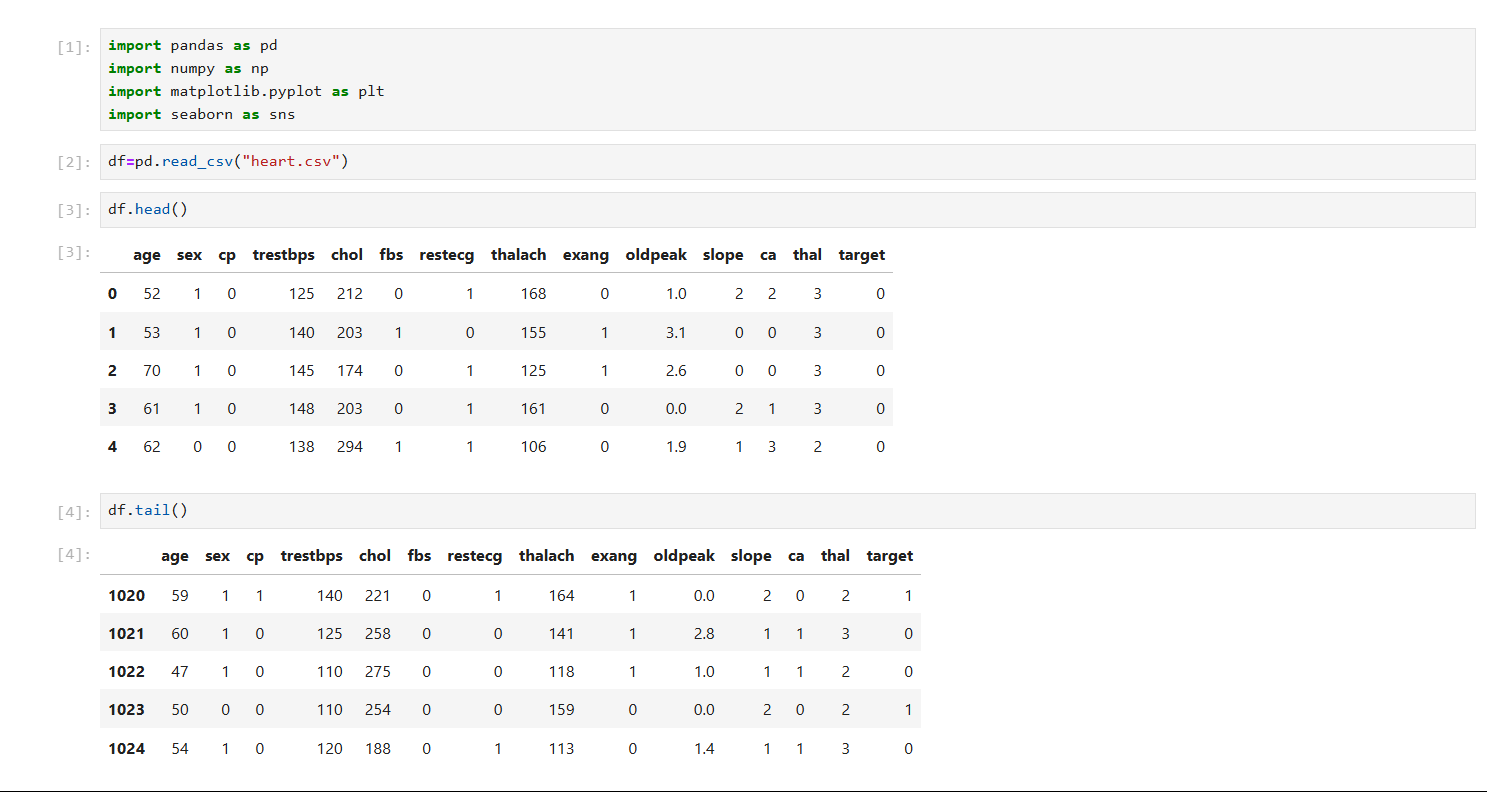 [1]: import pandas as pd
import numpy as np
import matplotlib.pyplot as plt
import seaborn as sns
[2]: df=pd.read_csv("heart.csv")
[3]: df.head()
[3]: age sex cp trestbps chol fbs restecg thalach exang oldpeak slope ca thal target
0 52 1 0 125 212 0 1 168 0 1.0 2 2 3 0
1 53 1 0 140 203 1 0 155 1 3.1 0 0 3 0
2 70 1 0 145 174 0 1 125 1 2.6 0 0 3 0
3 61 1 0 148 203 0 1 161 0 0.0 2 1 3 0
4 62 0 0 138 294 1 1 106 0 1.9 1 3 2 0
[4]: df.tail()
[4]: age sex cp trestbps chol fbs restecg thalach exang oldpeak slope ca thal target
1020 59 1 1 140 221 0 1 164 1 0.0 2 0 2 1
1021 60 1 0 125 258 0 0 141 1 2.8 1 1 3 0
1022 47 1 0 110 275 0 0 118 1 1.0 1 1 2 0
1023 50 0 0 110 254 0 0 159 0 0.0 2 0 2 1
1024 54 1 0 120 188 0 1 113 0 1.4 1 1 3 0